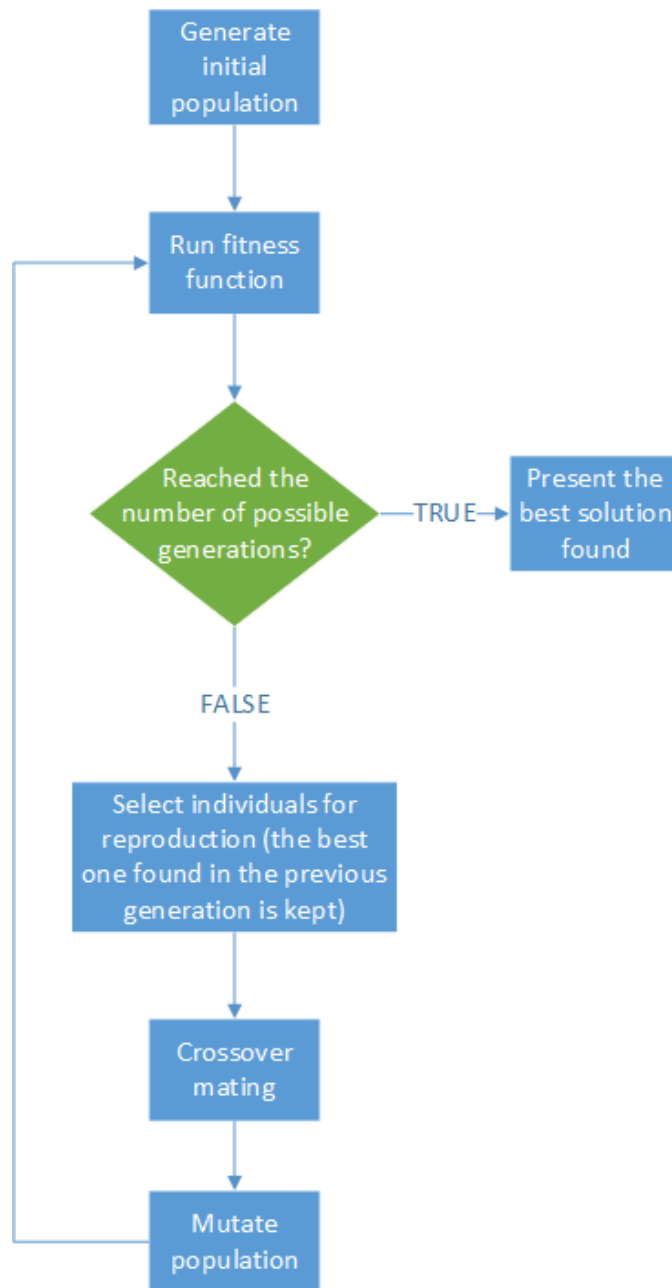 Generate
initial
population
Run fitness
function
Reached the
number of possible
generations?
TRUE
Present the
best solution
found
FALSE
Select individuals for
reproduction (the best
one found in the previous
generation is kept)
Crossover
mating
Mutate
population